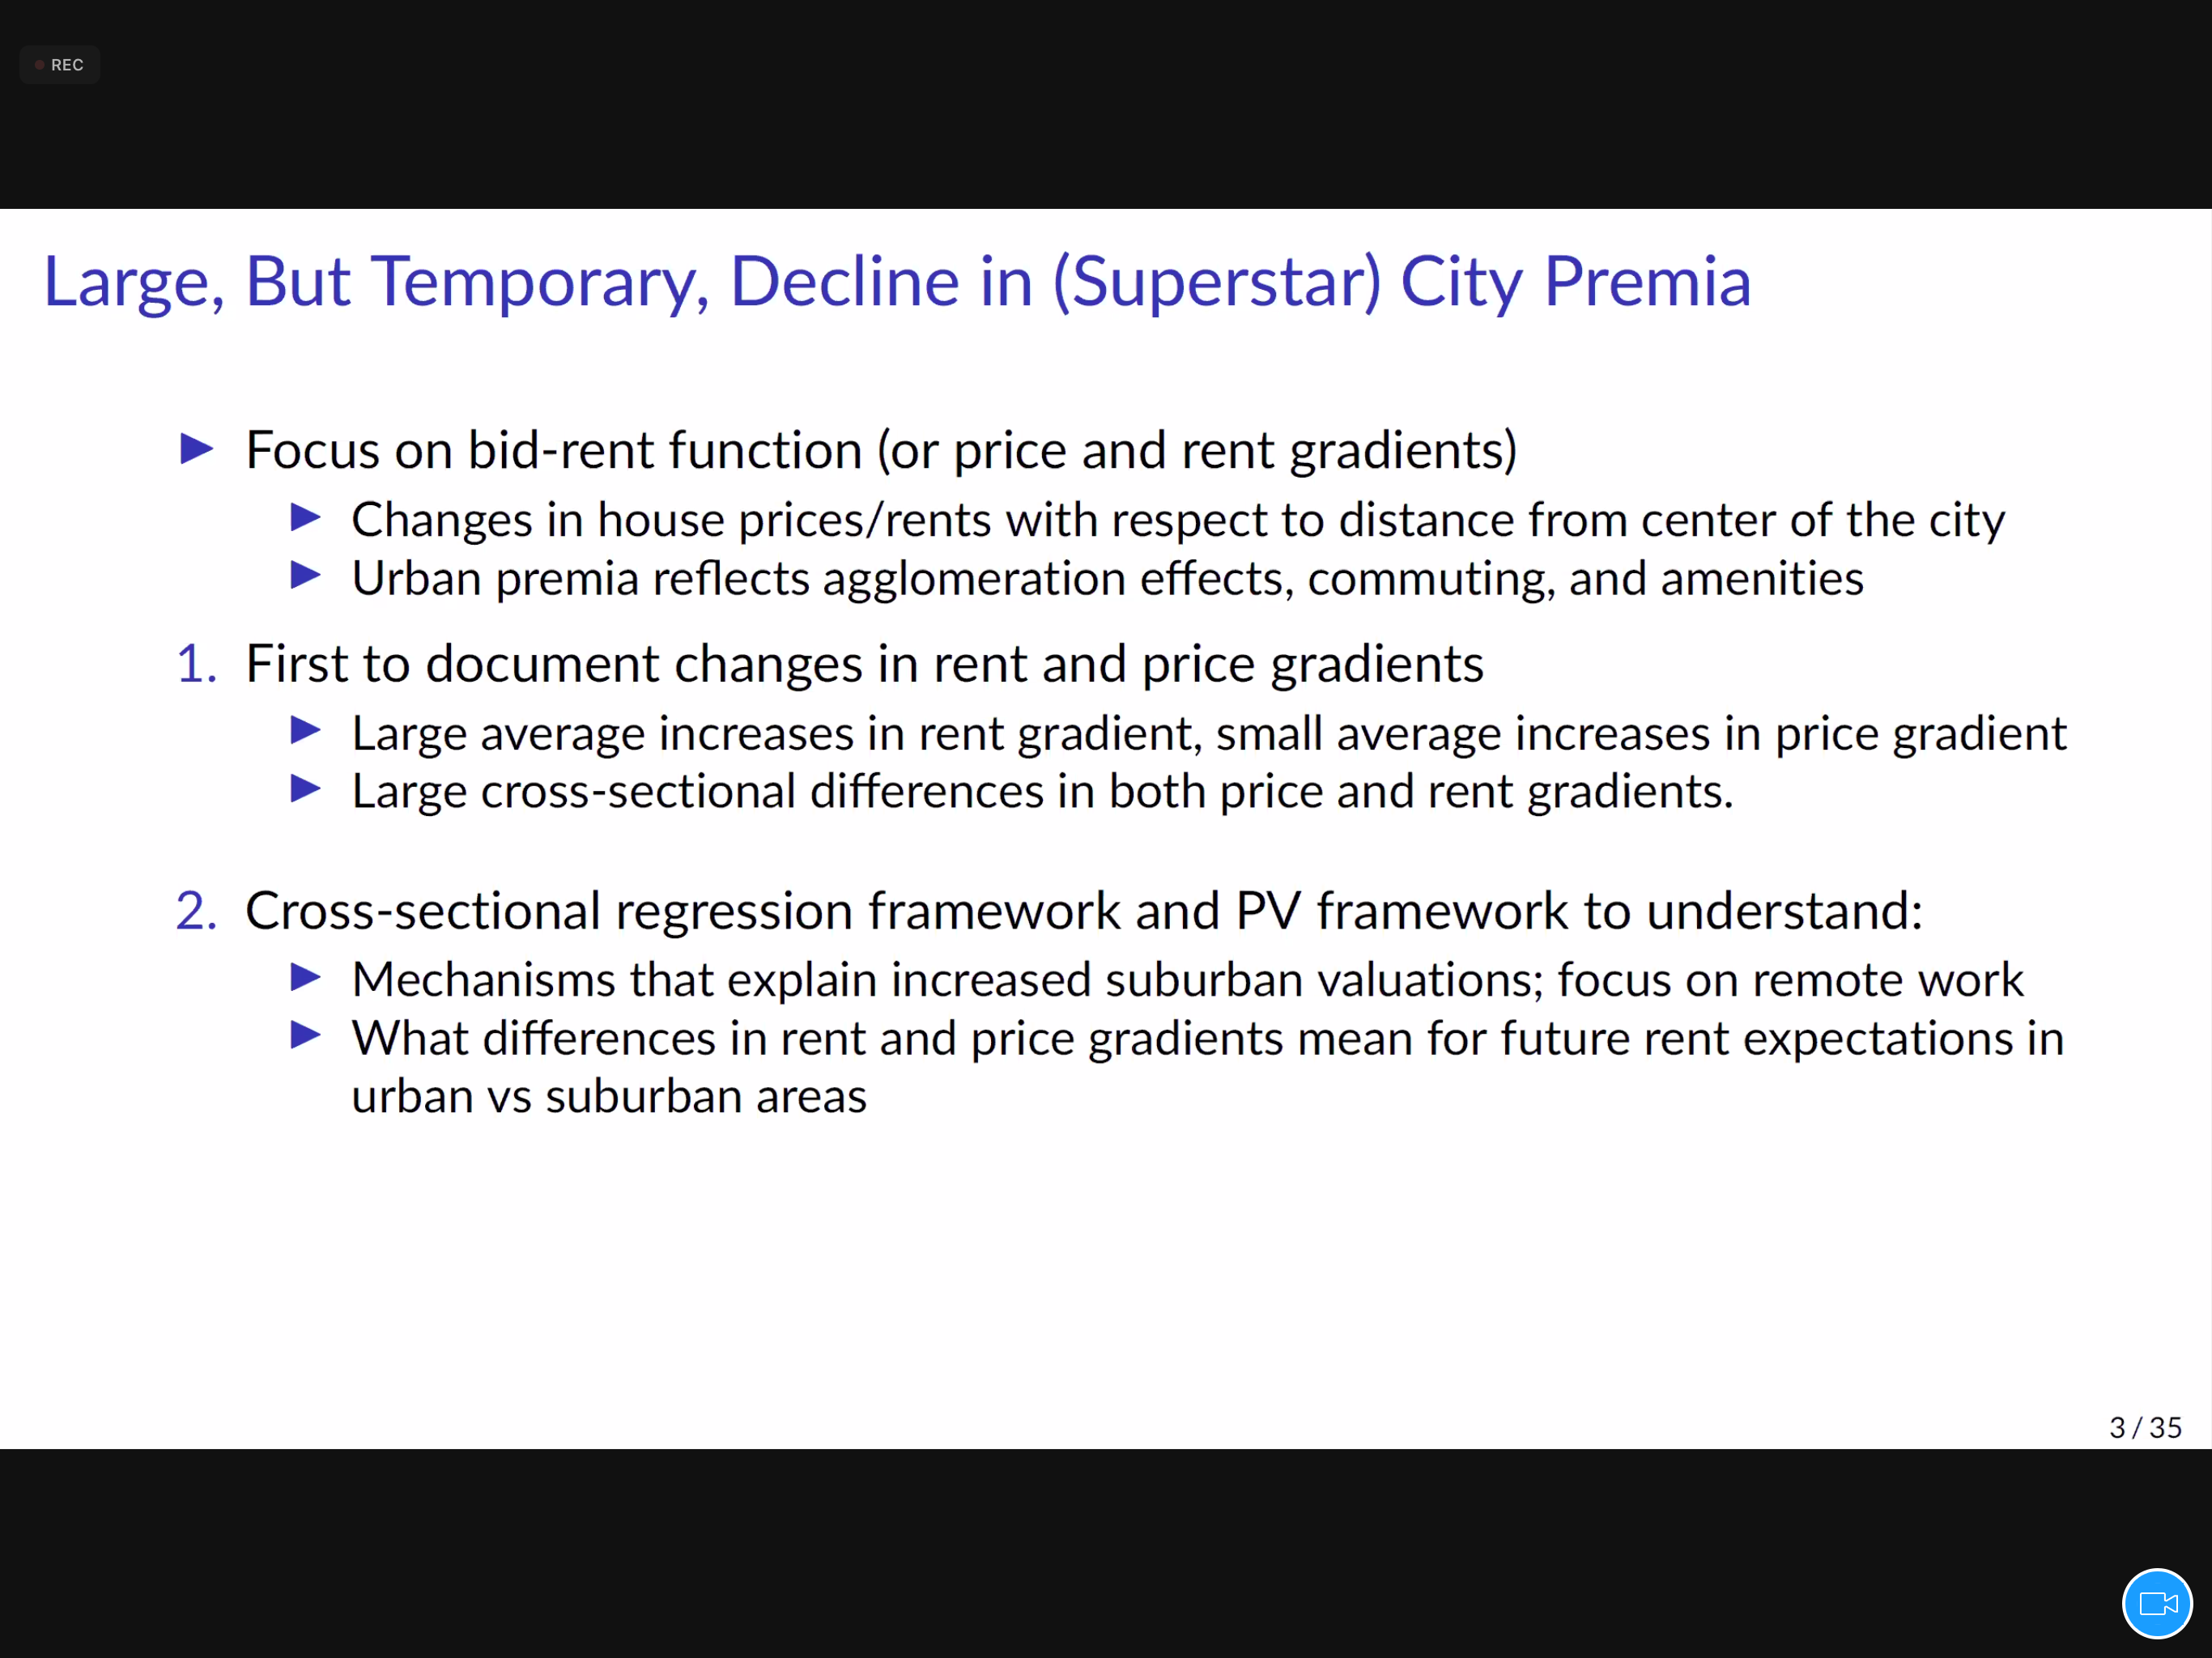 REC
Large, But Temporary, Decline in (Superstar) City Premia
Focus on bid-rent function (or price and rent gradients)
Changes in house prices/rents with respect to distance from center of the city
Urban premia reflects agglomeration effects, commuting, and amenities
1. First to document changes in rent and price gradients
Large average increases in rent gradient, small average increases in price gradient
Large cross-sectional differences in both price and rent gradients.
2. Cross-sectional regression framework and PV framework to understand:
Mechanisms that explain increased suburban valuations; focus on remote work
What differences in rent and price gradients mean for future rent expectations in
urban vs suburban areas
3 / 35